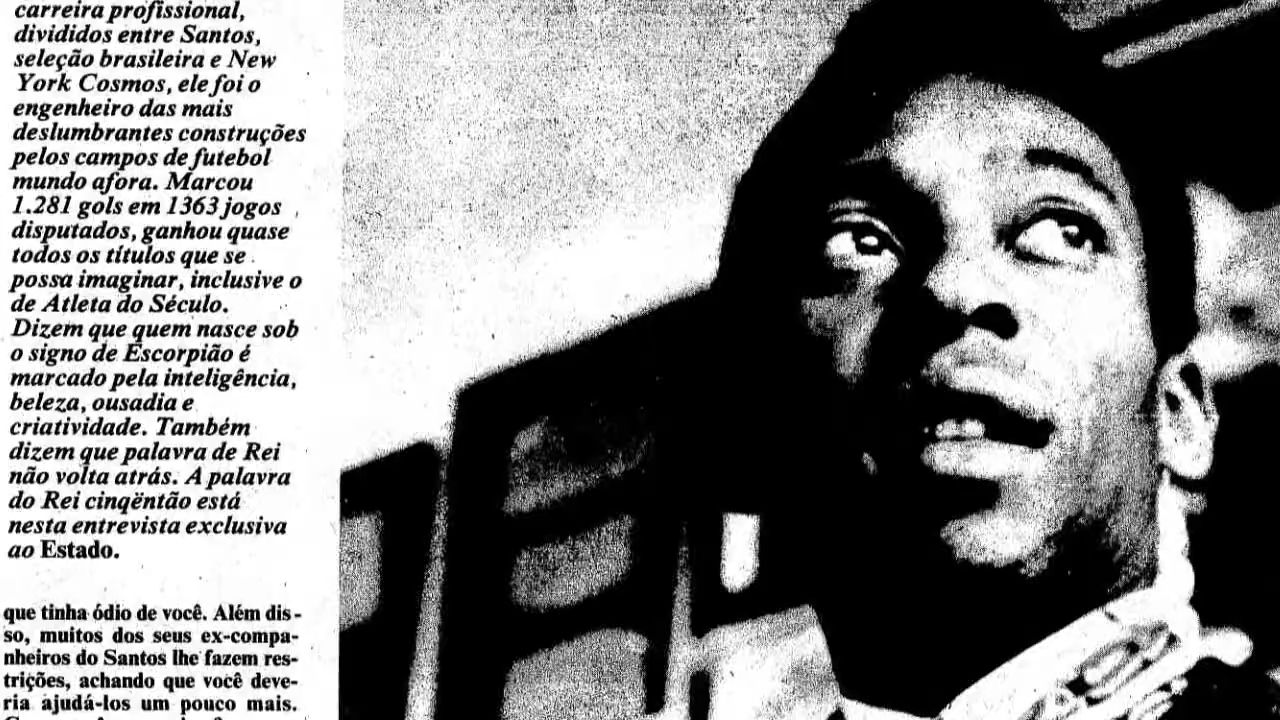 carreira profissional,
divididos entre Santos,
seleção brasileira e New
York Cosmos, ele foi o
engenheiro das mais
deslumbrantes construções
pelos campos de futebol
mundo afora. Marcou
1.281 gols em 1363 jogos
disputados, ganhou quase
todos os títulos que se
possa imaginar, inclusive o
de Atleta do Século.
Dizem que quem nasce sob
o signo de Escorpião é
marcado pela inteligência,
beleza, ousadia e
criatividade. Também
dizem que palavra de Rei
não volta atrás. A palavra
do Rei cinqëntão está
nesta entrevista exclusiva
ao Estado.
que tinha ódio de você. Além dis-
so, muitos dos seus ex-compa-
nheiros do Santos lhe fazem res-
trições, achando que você deve-
ria ajudá-los um pouco mais.